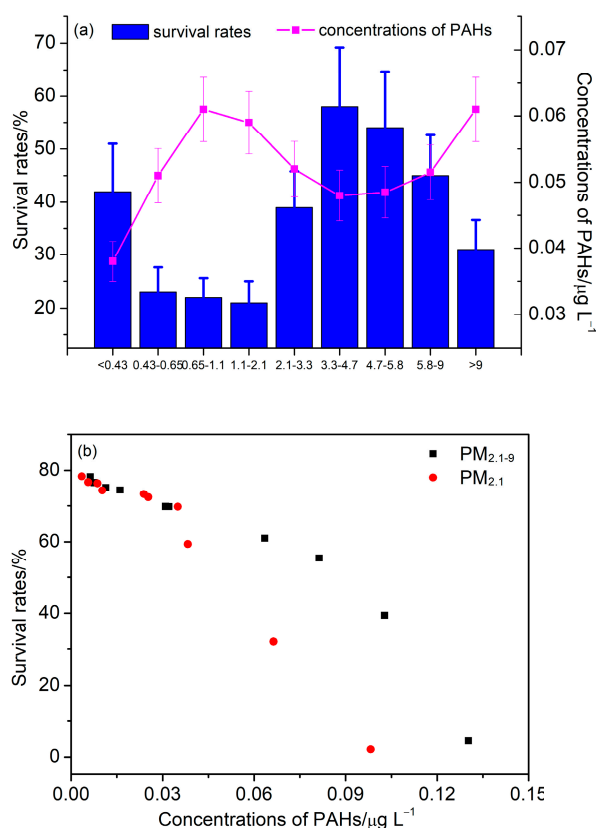 (a) survival rates concentrations of PAHs
70
60
50
40
30
20
Survival rates/%
0.07
0.06
0.05
0.04
0.03
Concentrations of PAHs/µg L⁻¹
<0.43 0.43-0.65 0.65-1.1 1.1-2.1 2.1-3.3 3.3-4.7 4.7-5.8 5.8-9 >9
(b)
PM2.1-9
PM2.1
80
60
40
80
0
Survival rates/%
0.00 0.03 0.06 0.09 0.12 0.15
Concentrations of PAHs/µg L⁻¹